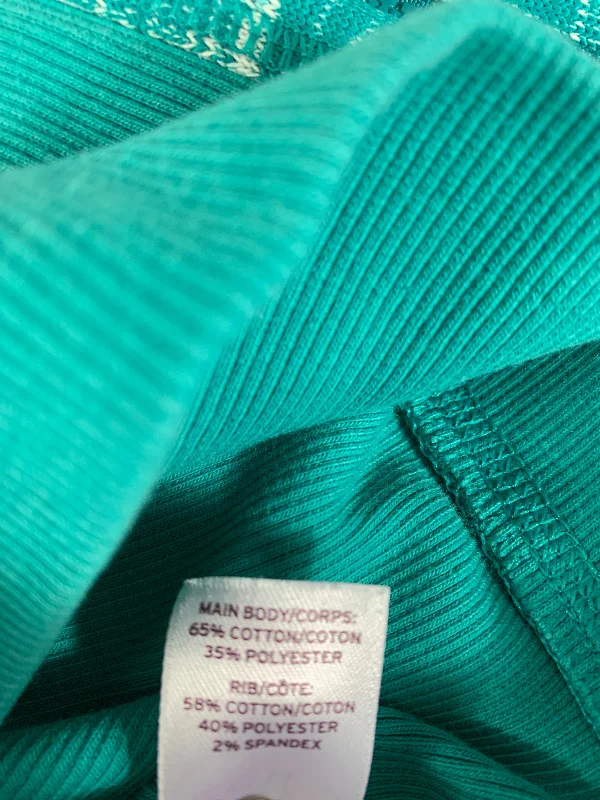 MAIN BODY/CORPS:
65% COTTON/COTON
35% POLYESTER
RIB/CÔTE:
58% COTTON/COTON
40% POLYESTER
2% SPANDEX